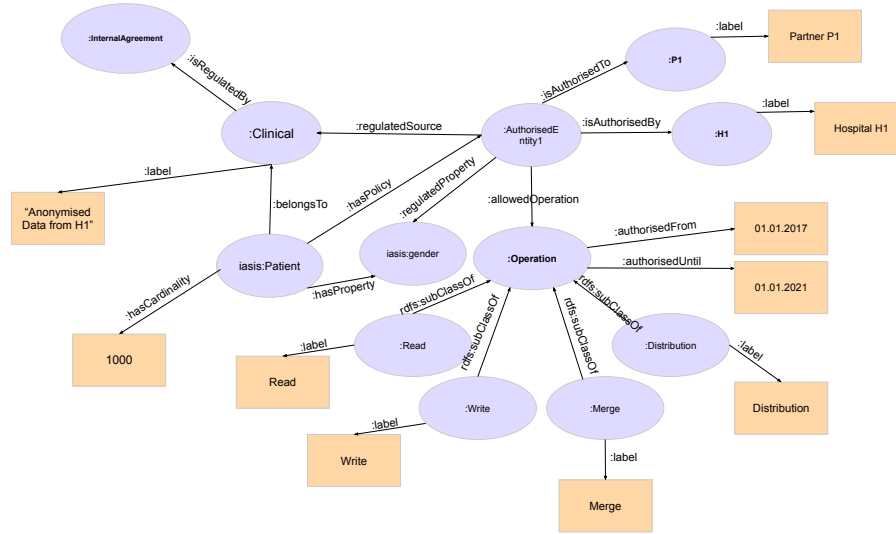 :InternalAgreement
:label
Partner P1
:isRegulatedBy
:isAuthorisedTo
:P1
:label
:Clinical
:regulatedSource
:AuthorisedE
ntity1
:isAuthorisedBy
:H1
Hospital H1
:label
:belongsTo
:hasPolicy
:regulatedProperty
:allowedOperation
"Anonymised
Data from H1"
iasis:Patient
iasis:gender
:Operation
:authorisedFrom
01.01.2017
:authorisedUntil
01.01.2021
:hasCardinality
:hasProperty
rdfs:subClassOf
rdfs:subClassOf
rdfs:subClassOf
rdfs:subClassOf
1000
:label
:Read
:Distribution
:label
Read
:Write
:Merge
Distribution
:label
Write
:label
Merge